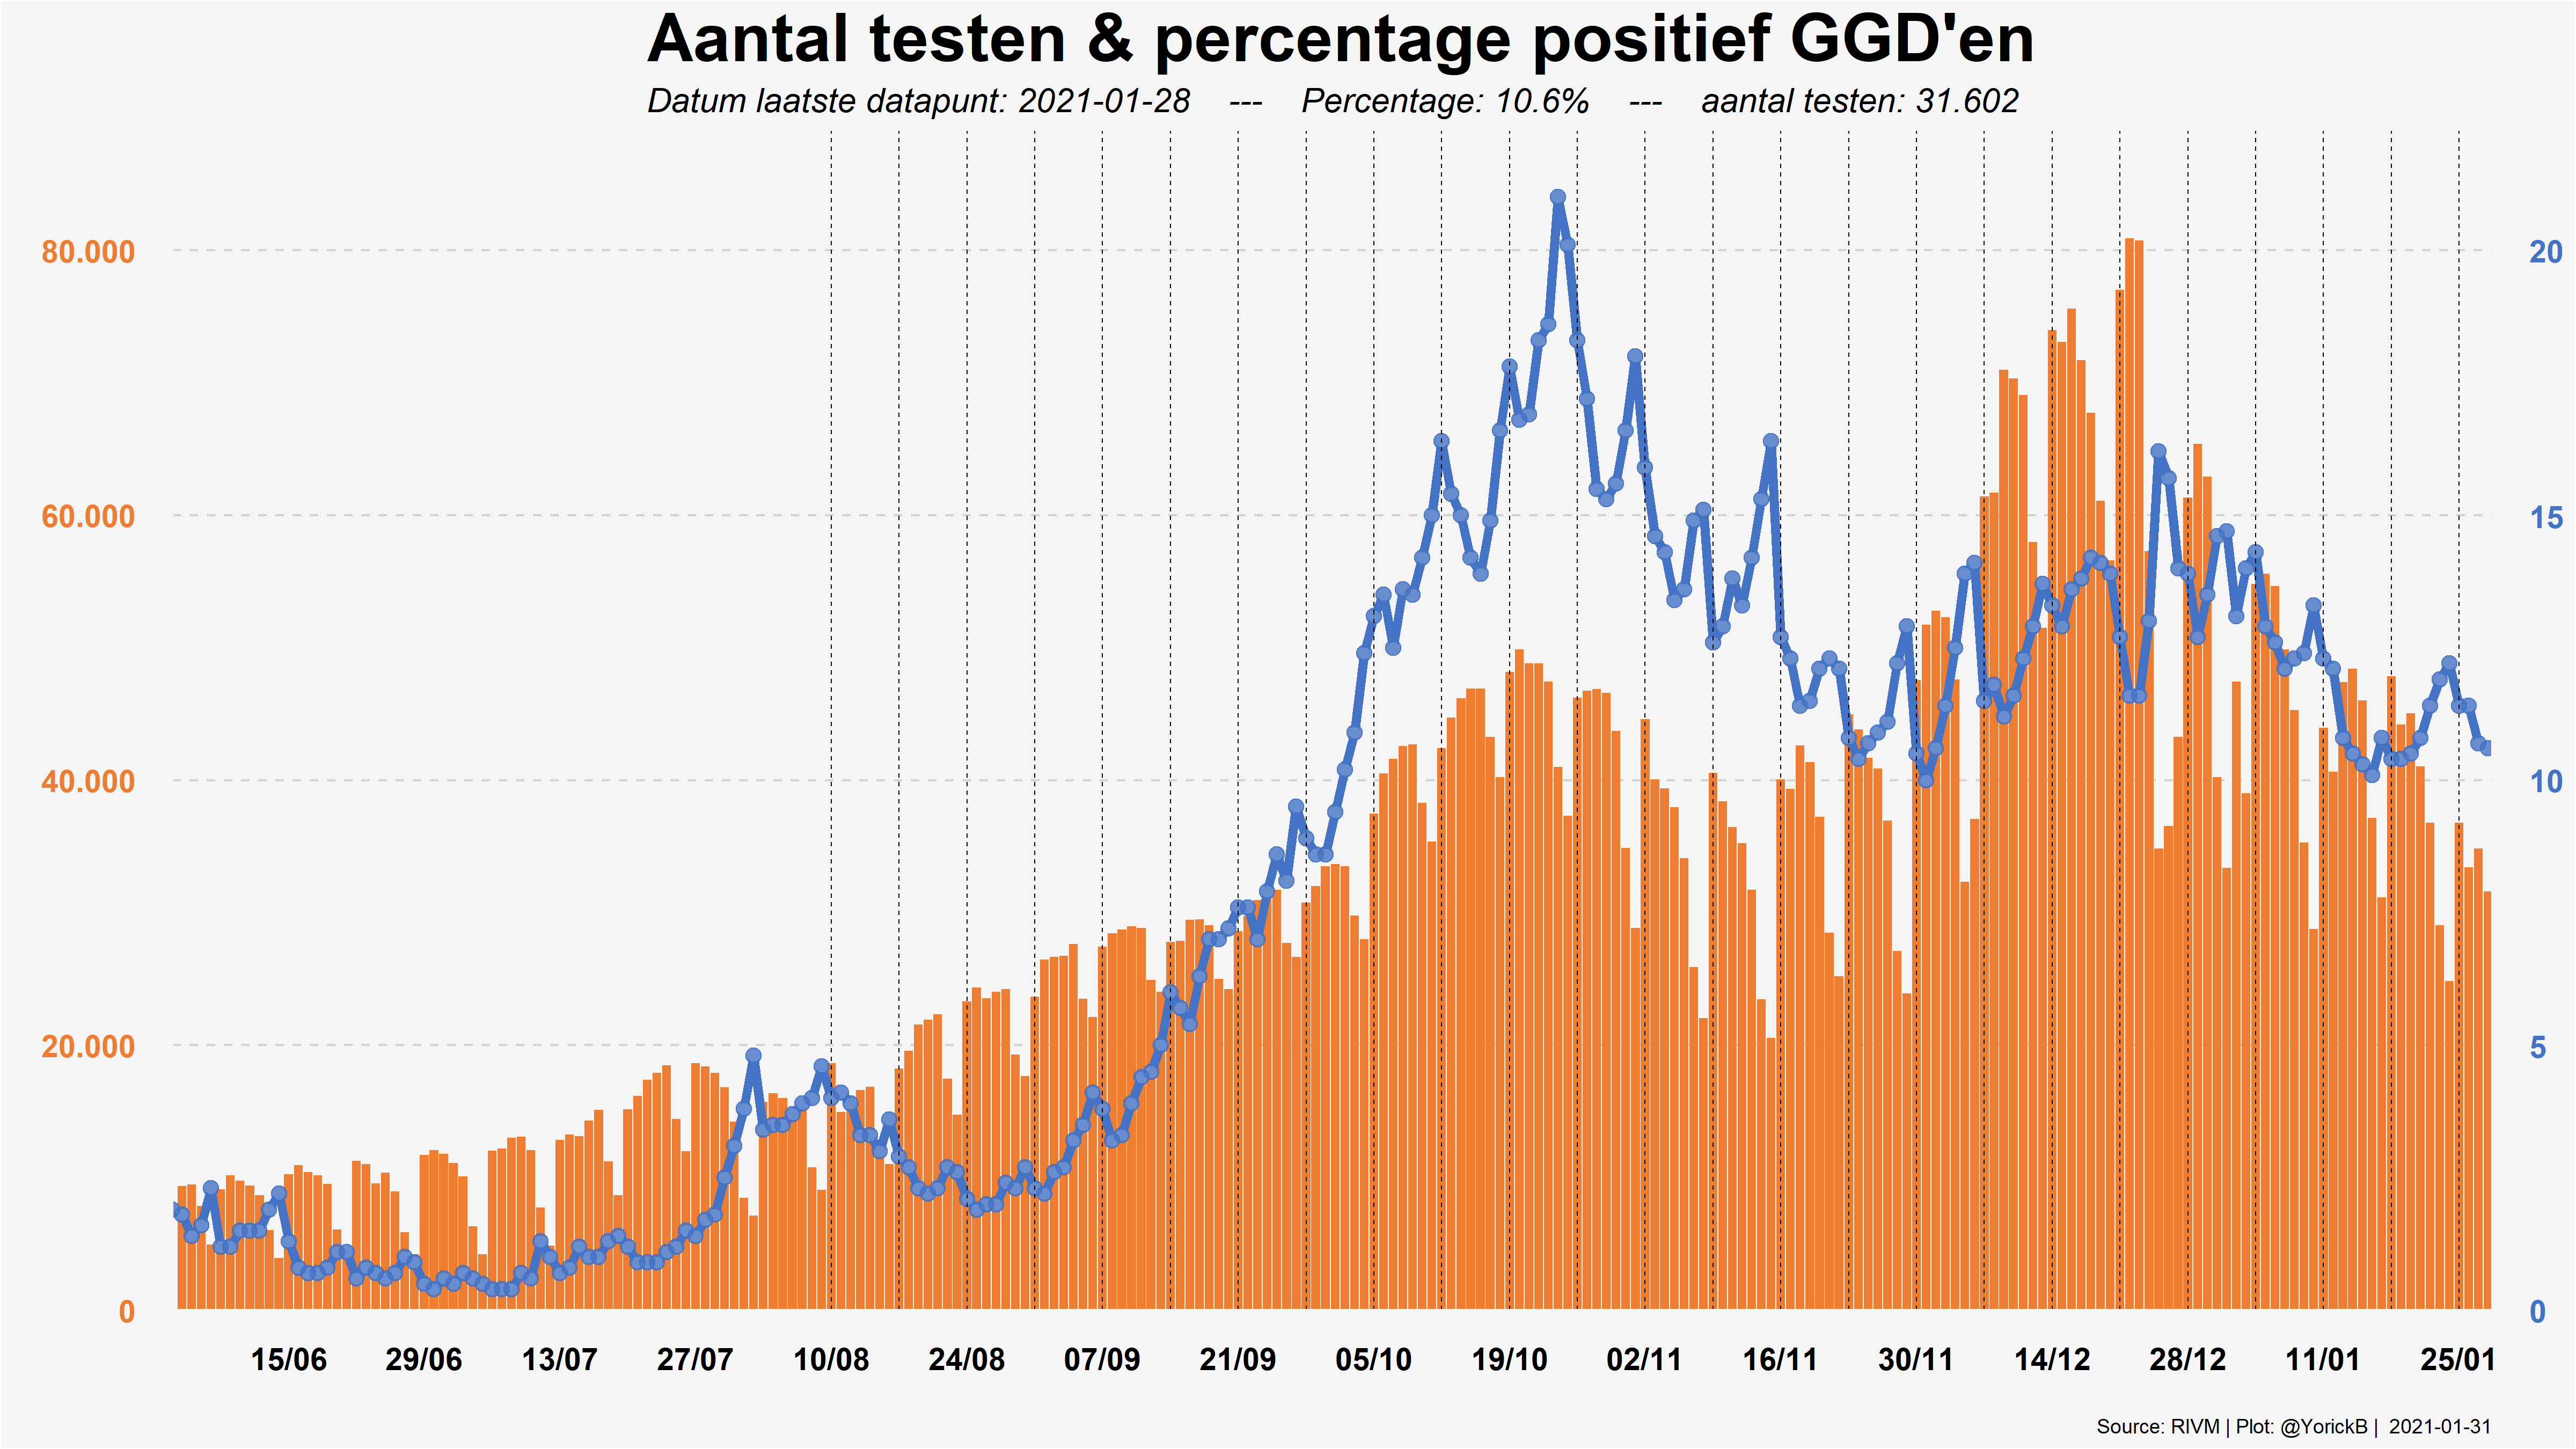 Aantal testen & percentage positief GGD'en
Datum laatste datapunt: 2021-01-28 --- Percentage: 10.6% --- aantal testen: 31.602
80.000 20
60.000 15
40.000 10
20.000 5
0 0
15/06 29/06 13/07 27/07 10/08 24/08 07/09 21/09 05/10 19/10 02/11 16/11 30/11 14/12 28/12 11/01 25/01
Source: RIVM | Plot: @YorickB | 2021-01-31